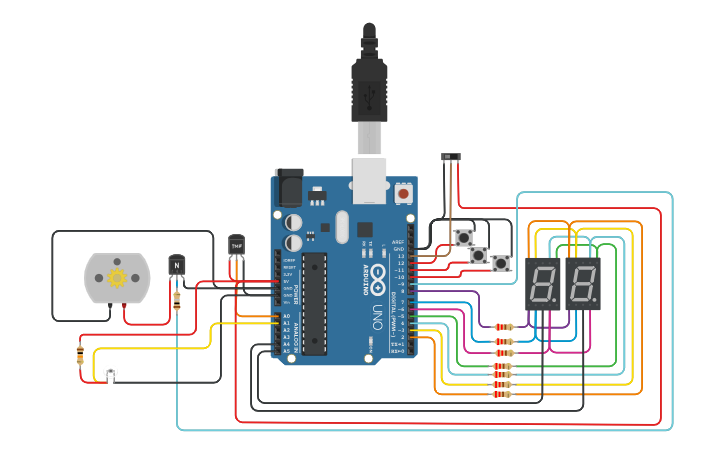 TMP
N
IOREF
RESET
3.3V
5V
GND
GND
Vin
POWER
A0
A1
A2
A3
A4
A5
ANALOG IN
ARDUINO
UNO
TX
RX
L
AREF
GND
13
12
~11
~10
~9
8
7
~6
~5
4
~3
2
TX→1
RX←0
DIGITAL (PWM~)